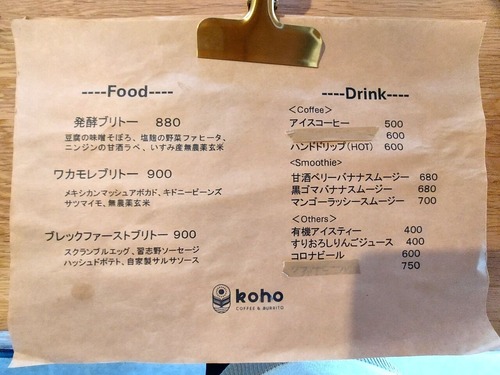 ----Food----
発酵ブリトー 880
豆腐の味噌そぼろ、塩麹の野菜ファヒータ、
ニンジンの甘酒ラペ、いすみ産無農薬玄米
ワカモレブリトー 900
メキシカンマッシュアボカド、キドニービーンズ
サツマイモ、無農薬玄米
ブレックファーストブリトー 900
スクランブルエッグ、習志野ソーセージ
ハッシュドポテト、自家製サルサソース
----Drink----
<Coffee>
アイスコーヒー 500
600
ハンドドリップ(HOT) 600
<Smoothie>
甘酒ベリーバナナスムージー 680
黒ゴマバナナスムージー 680
マンゴーラッシースムージー 700
<Others>
有機アイスティー 400
すりおろしりんごジュース 400
コロナビール 600
750
koho
COFFEE & BURRITO